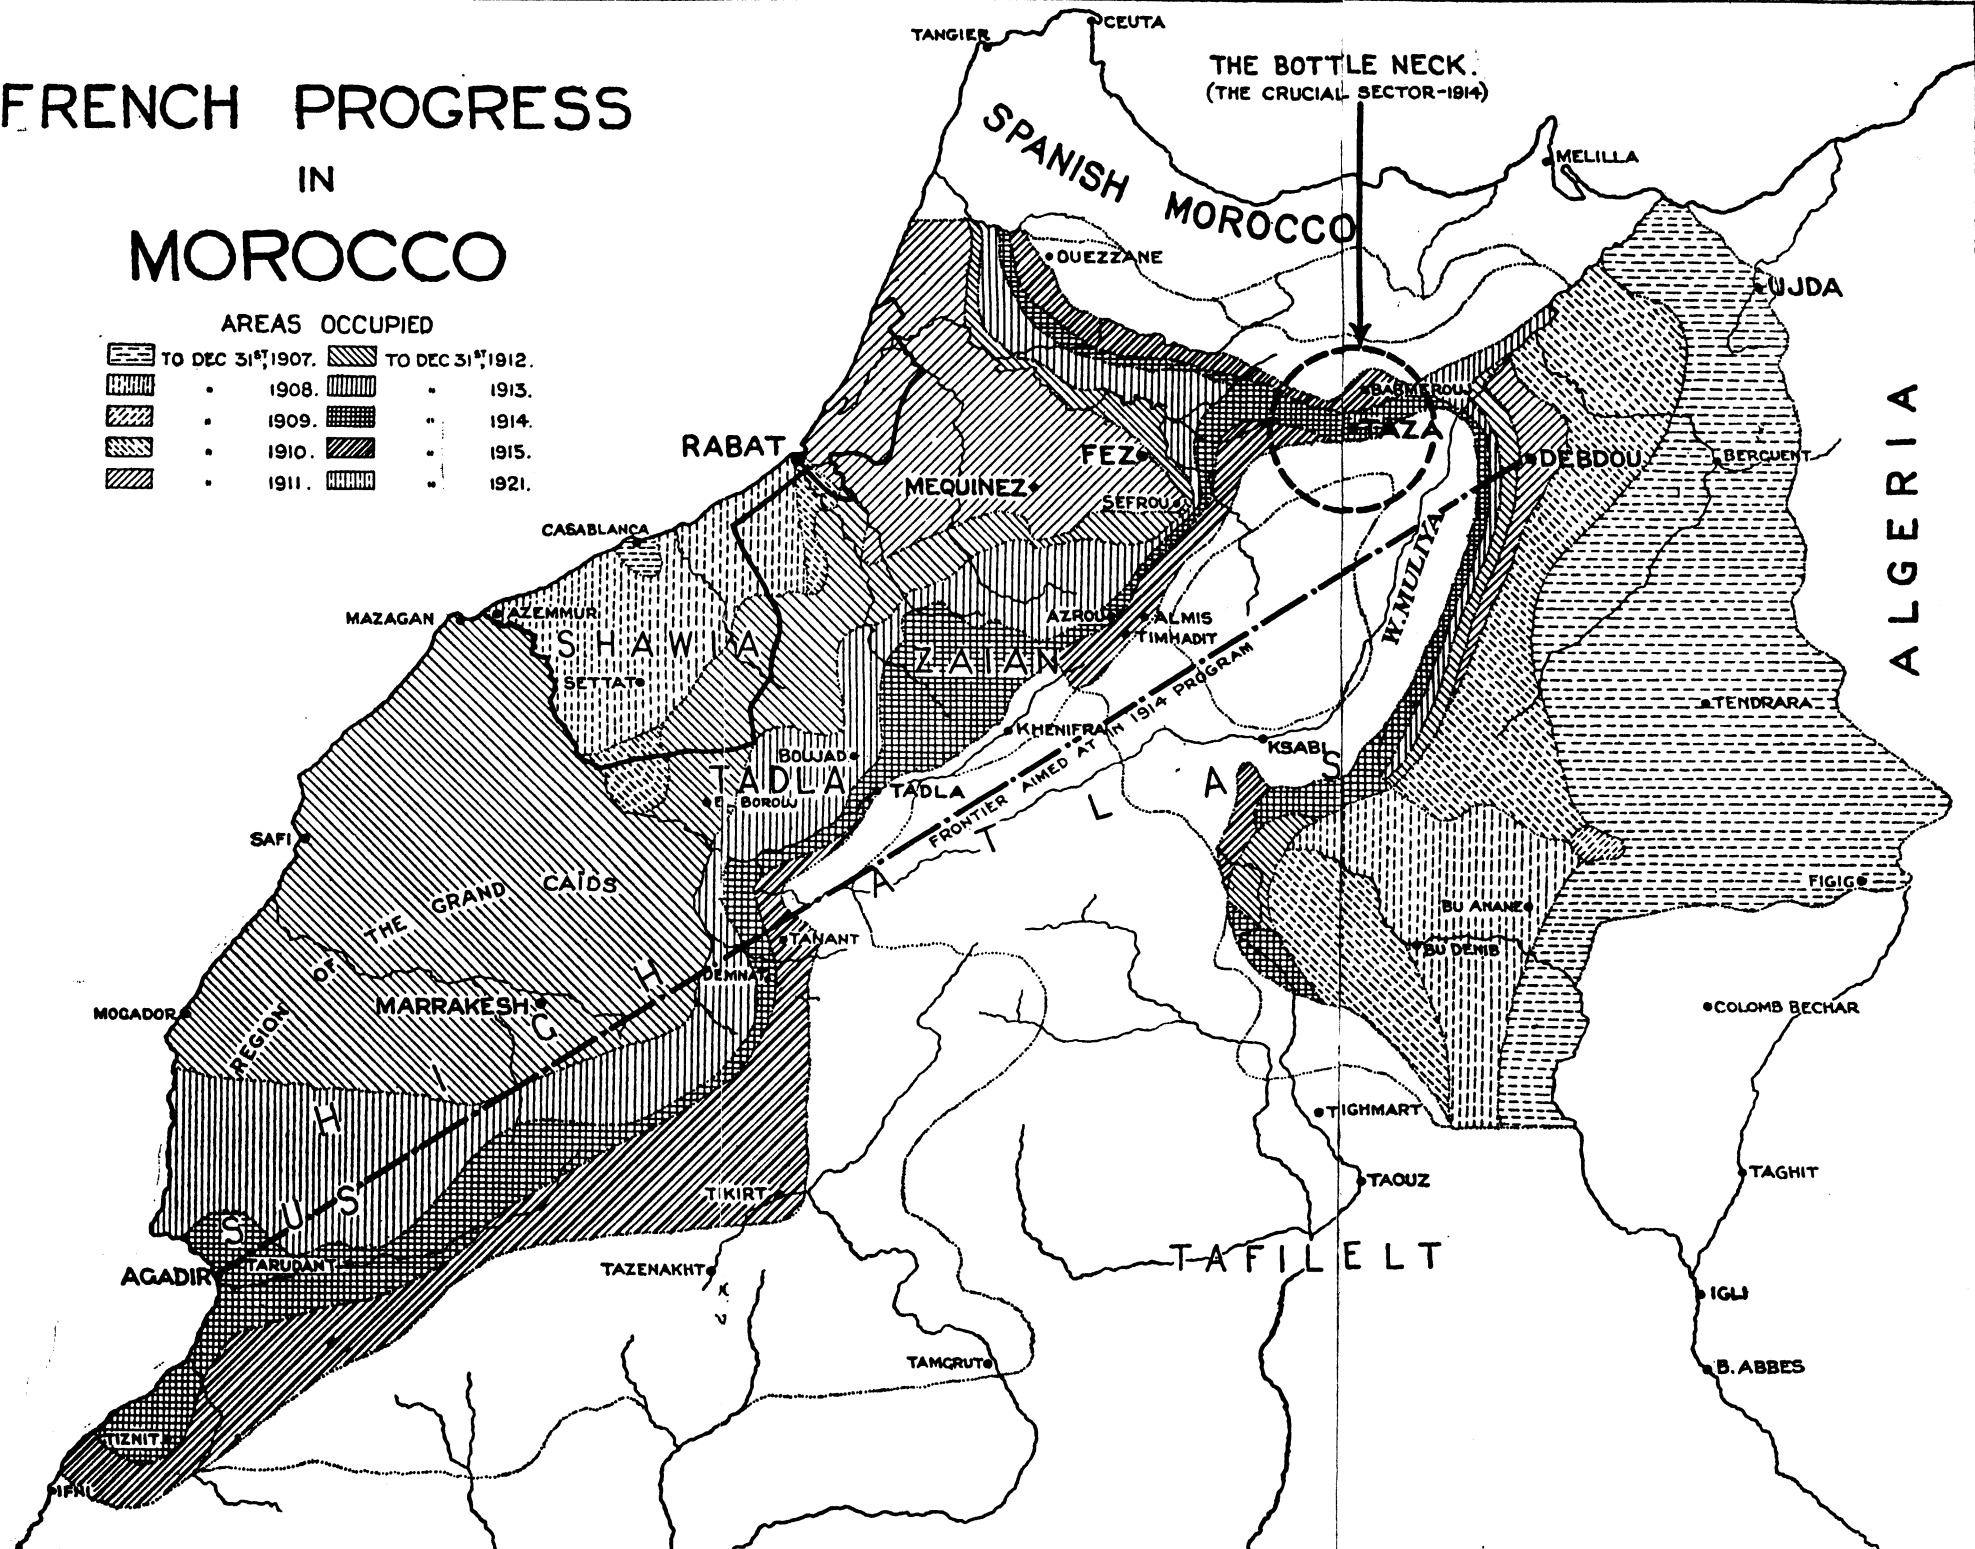 FRENCH PROGRESS
IN
MOROCCO
AREAS OCCUPIED
TO DEC 31ST, 1907. TO DEC 31ST, 1912.
" 1908. " 1913.
" 1909. " 1914.
" 1910. " 1915.
" 1911. " 1921.
TANGIER
CEUTA
THE BOTTLE NECK.
(THE CRUCIAL SECTOR-1914)
SPANISH MOROCCO
MELILLA
OUEZZANE
UJDA
BABMEROUJ
TAZA
RABAT
FEZ
DEBDOU
BERGUENT
MEQUINEZ
SEFROU
ALGERIA
CASABLANCA
W. MULIYA
MAZAGAN
AZEMMUR
AZROU
ALMIS
TIMHADIT
SHAWIA
ZAIAN
SETTAT
TENDRARA
KHENIFRA
KSABI
FRONTIER AIMED AT IN 1914 PROGRAM
BOUJAD
TADLA
BOROUJ
TADLA
HIGH ATLAS
SAFI
REGION OF THE GRAND CAÏDS
FIGIG
BU ANANE
TANANT
BU DENIB
DEMNAT
MARRAKESH
MOGADOR
COLOMB BECHAR
TIGHMART
TAGHIT
TAOUZ
TIKIRT
SUS
TAFILELT
TARUDANT
AGADIR
TAZENAKHT
IGLI
TAMGRUT
B. ABBES
TIZNIT
IFNI